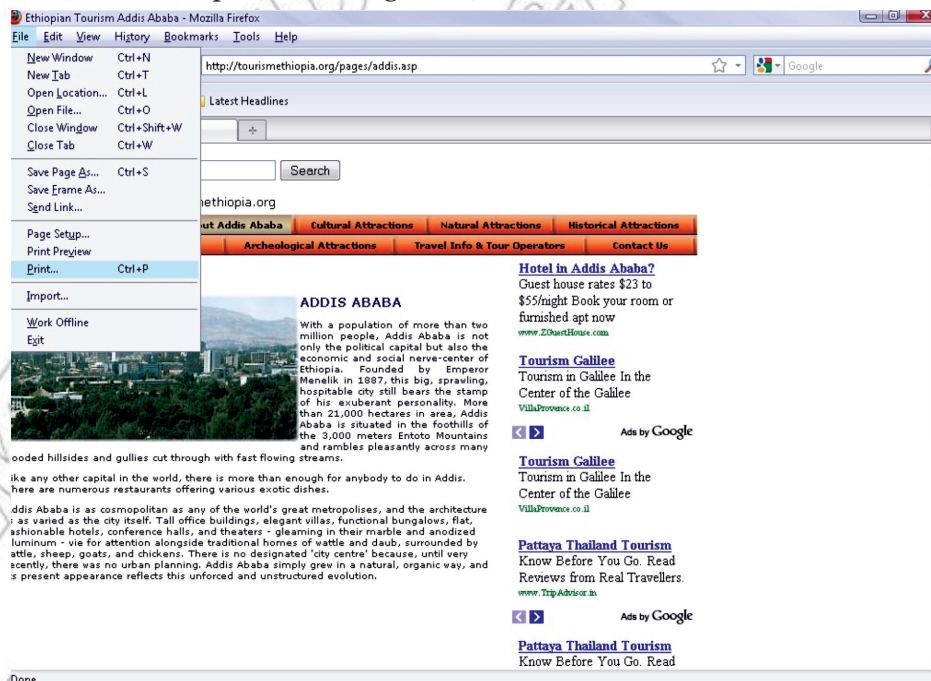 Ethiopian Tourism Addis Ababa - Mozilla Firefox
File Edit View History Bookmarks Tools Help
New Window Ctrl+N
New Tab Ctrl+T
Open Location... Ctrl+L
Open File... Ctrl+O
Close Window Ctrl+Shift+W
Close Tab Ctrl+W
Save Page As... Ctrl+S
Save Frame As...
Send Link...
Page Setup...
Print Preview
Print... Ctrl+P
Import...
Work Offline
Exit
http://tourismethiopia.org/pages/addis.asp
Google
Latest Headlines
Search
ethiopia.org
out Addis Ababa Cultural Attractions Natural Attractions Historical Attractions
Archeological Attractions Travel Info & Tour Operators Contact Us
ADDIS ABABA
With a population of more than two
million people, Addis Ababa is not
only the political capital but also the
economic and social nerve-center of
Ethiopia. Founded by Emperor
Menelik in 1887, this big, sprawling,
hospitable city still bears the stamp
of his exuberant personality. More
than 21,000 hectares in area, Addis
Ababa is situated in the foothills of
the 3,000 meters Entoto Mountains
and rambles pleasantly across many
ooded hillsides and gullies cut through with fast flowing streams.
ike any other capital in the world, there is more than enough for anybody to do in Addis.
here are numerous restaurants offering various exotic dishes.
ddis Ababa is as cosmopolitan as any of the world's great metropolises, and the architecture
s as varied as the city itself. Tall office buildings, elegant villas, functional bungalows, flat,
ashionable hotels, conference halls, and theaters - gleaming in their marble and anodized
luminum - vie for attention alongside traditional homes of wattle and daub, surrounded by
attle, sheep, goats, and chickens. There is no designated 'city centre' because, until very
ecently, there was no urban planning. Addis Ababa simply grew in a natural, organic way, and
s present appearance reflects this unforced and unstructured evolution.
Hotel in Addis Ababa?
Guest house rates $23 to
$55/night Book your room or
furnished apt now
www.ZGuestHouse.com
Tourism Galilee
Tourism in Galilee In the
Center of the Galilee
VillaProvence.co.il
Ads by Google
Tourism Galilee
Tourism in Galilee In the
Center of the Galilee
VillaProvence.co.il
Pattaya Thailand Tourism
Know Before You Go. Read
Reviews from Real Travellers.
www.TripAdvisor.in
Ads by Google
Pattaya Thailand Tourism
Know Before You Go. Read
Done